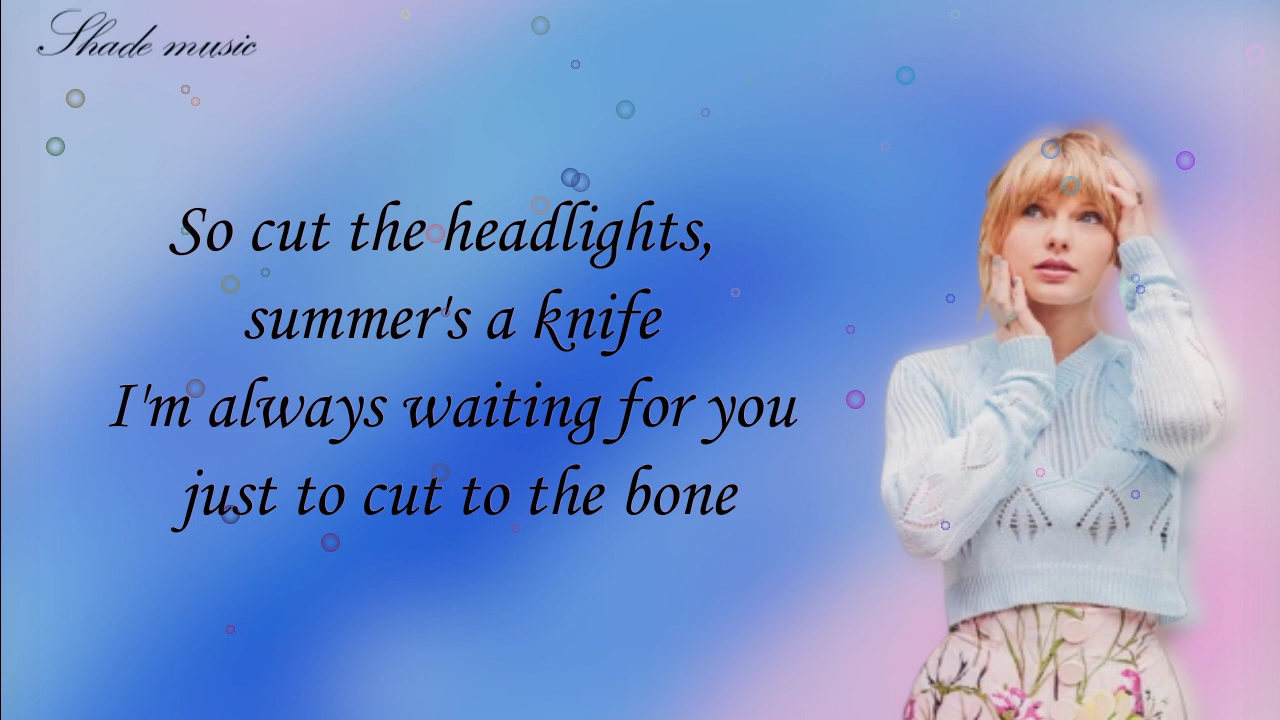 Shade music
So cut the headlights,
summer's a knife
I'm always waiting for you
just to cut to the bone